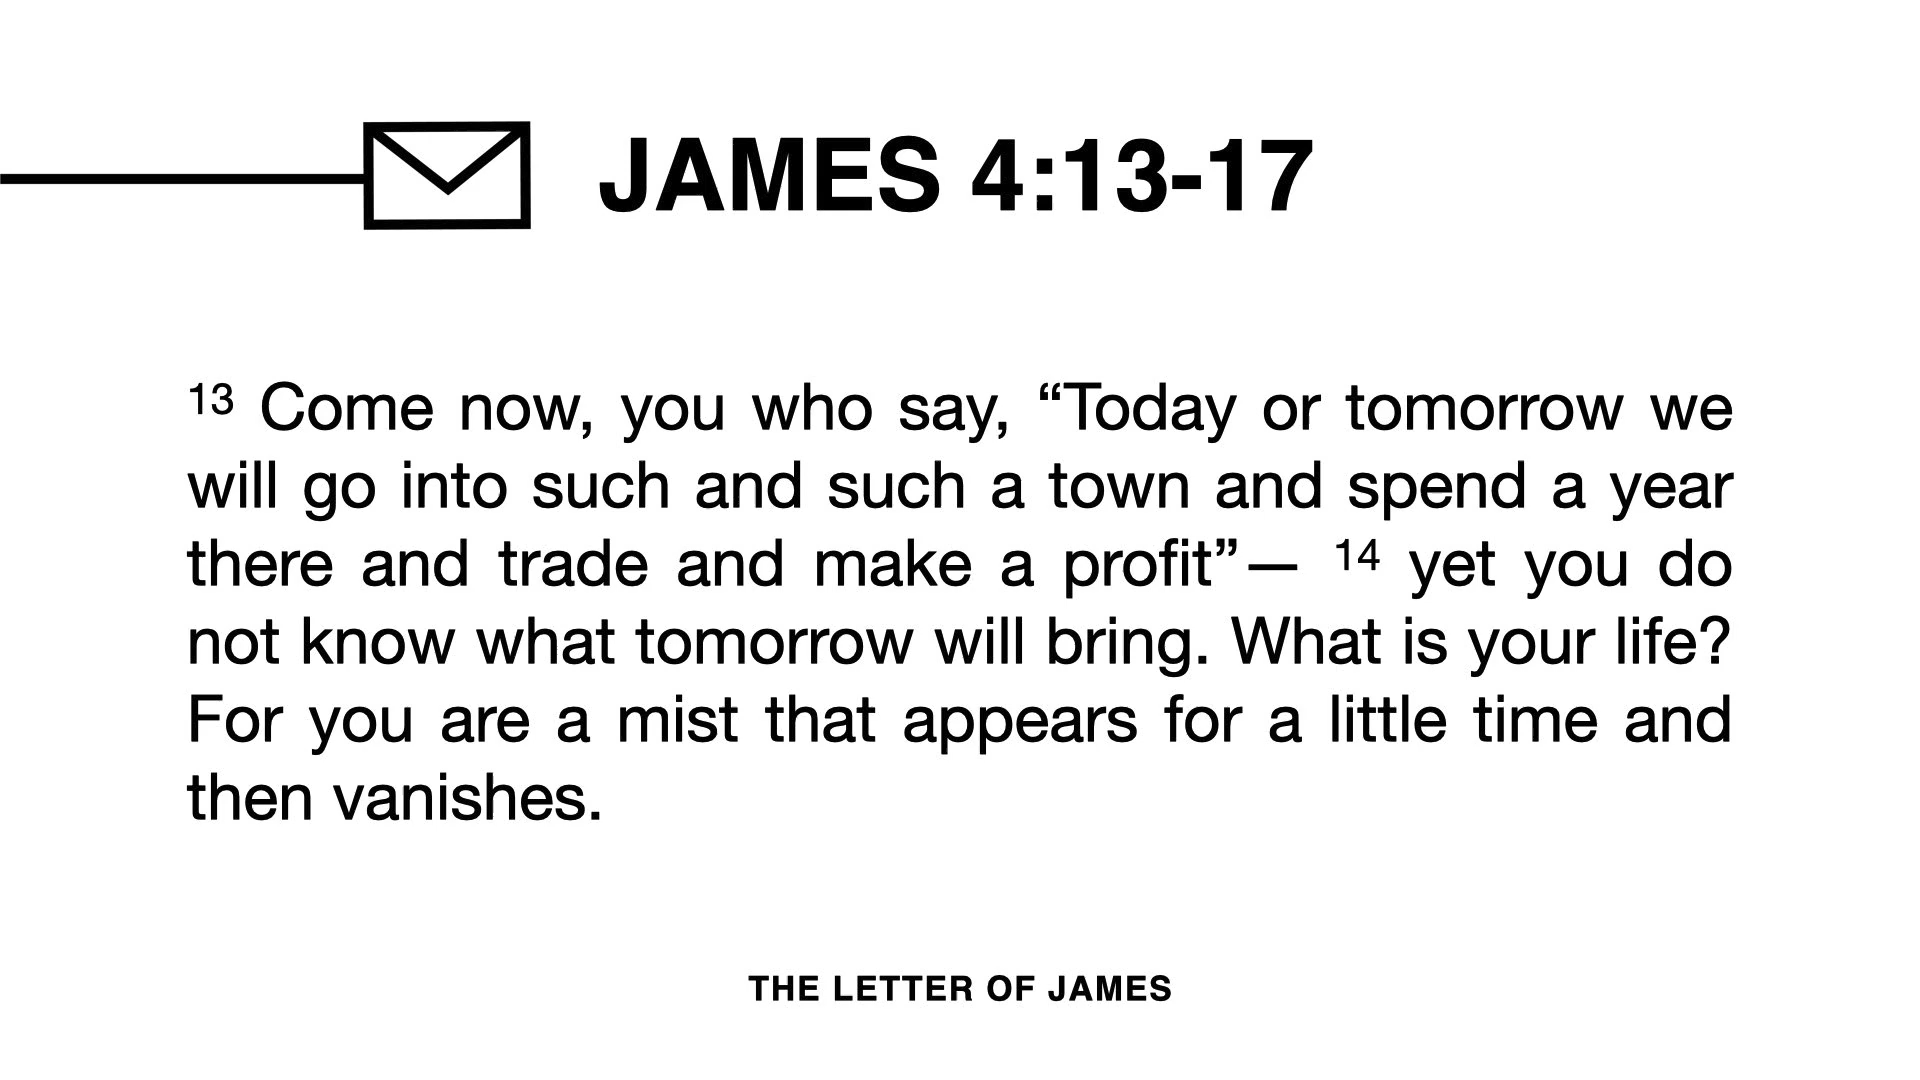 JAMES 4:13-17
13 Come now, you who say, “Today or tomorrow we
will go into such and such a town and spend a year
there and trade and make a profit”— 14 yet you do
not know what tomorrow will bring. What is your life?
For you are a mist that appears for a little time and
then vanishes.
THE LETTER OF JAMES